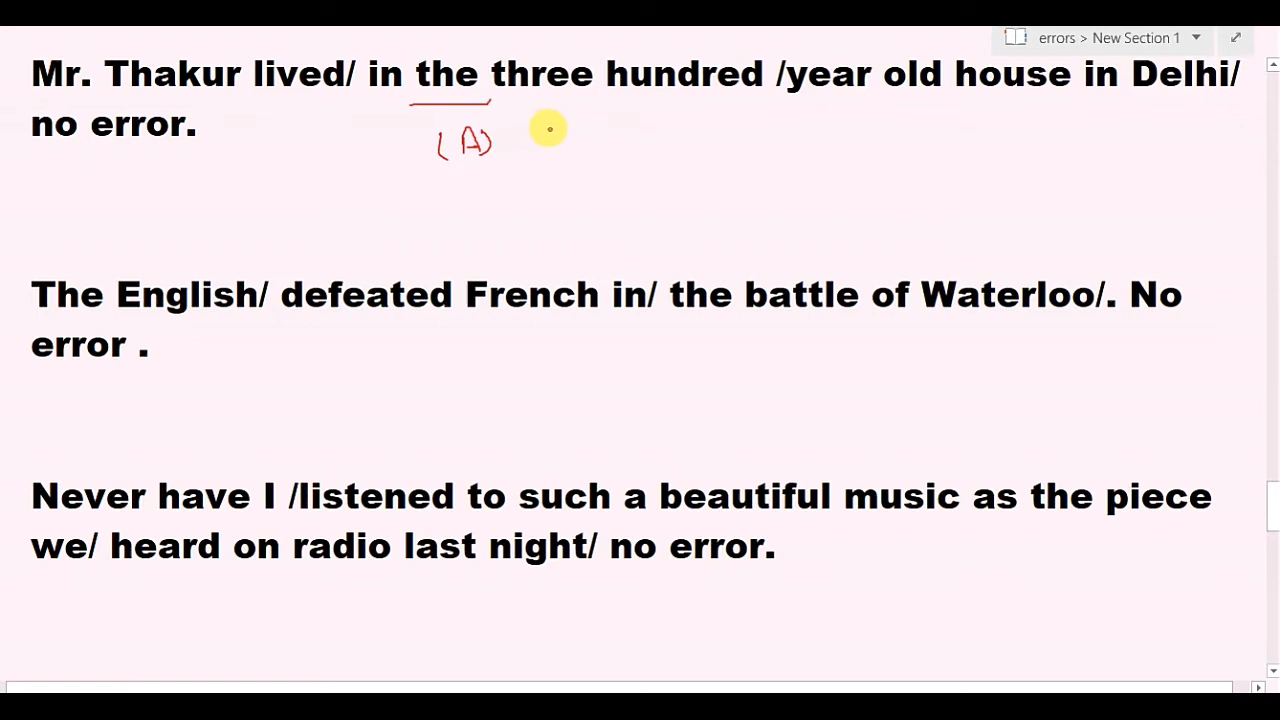 errors > New Section 1
Mr. Thakur lived/ in the three hundred /year old house in Delhi/
no error.
(A)
The English/ defeated French in/ the battle of Waterloo/. No
error .
Never have I /listened to such a beautiful music as the piece
we/ heard on radio last night/ no error.